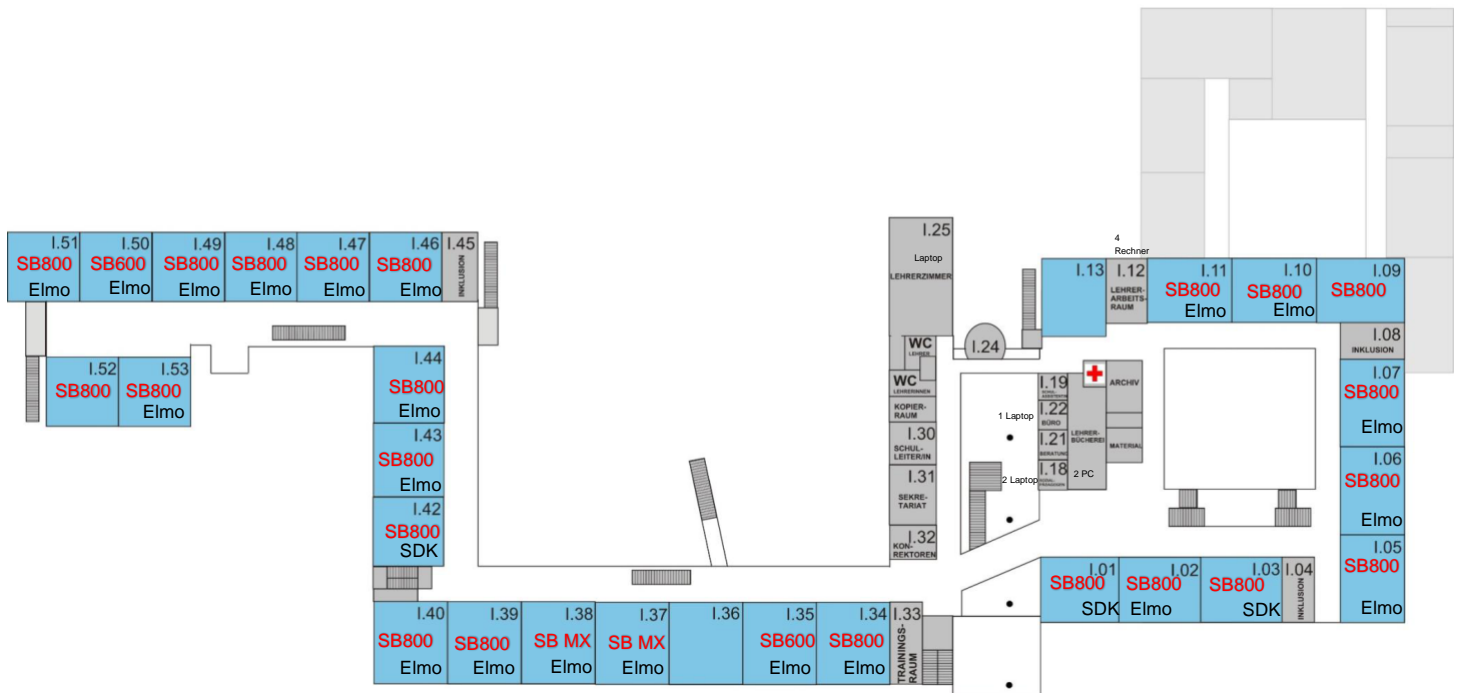 I.51
SB800
Elmo
I.50
SB600
Elmo
I.49
SB800
Elmo
I.48
SB800
Elmo
I.47
SB800
Elmo
I.46
SB800
Elmo
I.45
INKLUSION
I.52
SB800
I.53
SB800
Elmo
I.44
SB800
Elmo
I.43
SB800
Elmo
I.42
SB800
SDK
I.40
SB800
Elmo
I.39
SB800
Elmo
I.38
SB MX
Elmo
I.37
SB MX
Elmo
I.36
I.35
SB600
Elmo
I.34
SB800
Elmo
I.33
TRAININGS-
RAUM
I.25
Laptop
LEHRERZIMMER
WC
LEHRER
WC
LEHRERINNEN
KOPIER-
RAUM
I.30
SCHUL-
LEITER/IN
I.31
SEKRE-
TARIAT
I.32
KON-
REKTOREN
I.24
1 Laptop
2 Laptop
I.19
I.22
BÜRO
I.21
BERATUNG
I.18
LEHRER-
BÜCHEREI
2 PC
ARCHIV
MATERIAL
I.13
4
Rechner
I.12
LEHRER-
ARBEITS-
RAUM
I.11
SB800
Elmo
I.10
SB800
Elmo
I.09
SB800
I.08
INKLUSION
I.07
SB800
Elmo
I.06
SB800
Elmo
I.05
SB800
Elmo
I.01
SB800
SDK
I.02
SB800
Elmo
I.03
SB800
SDK
I.04
INKLUSION